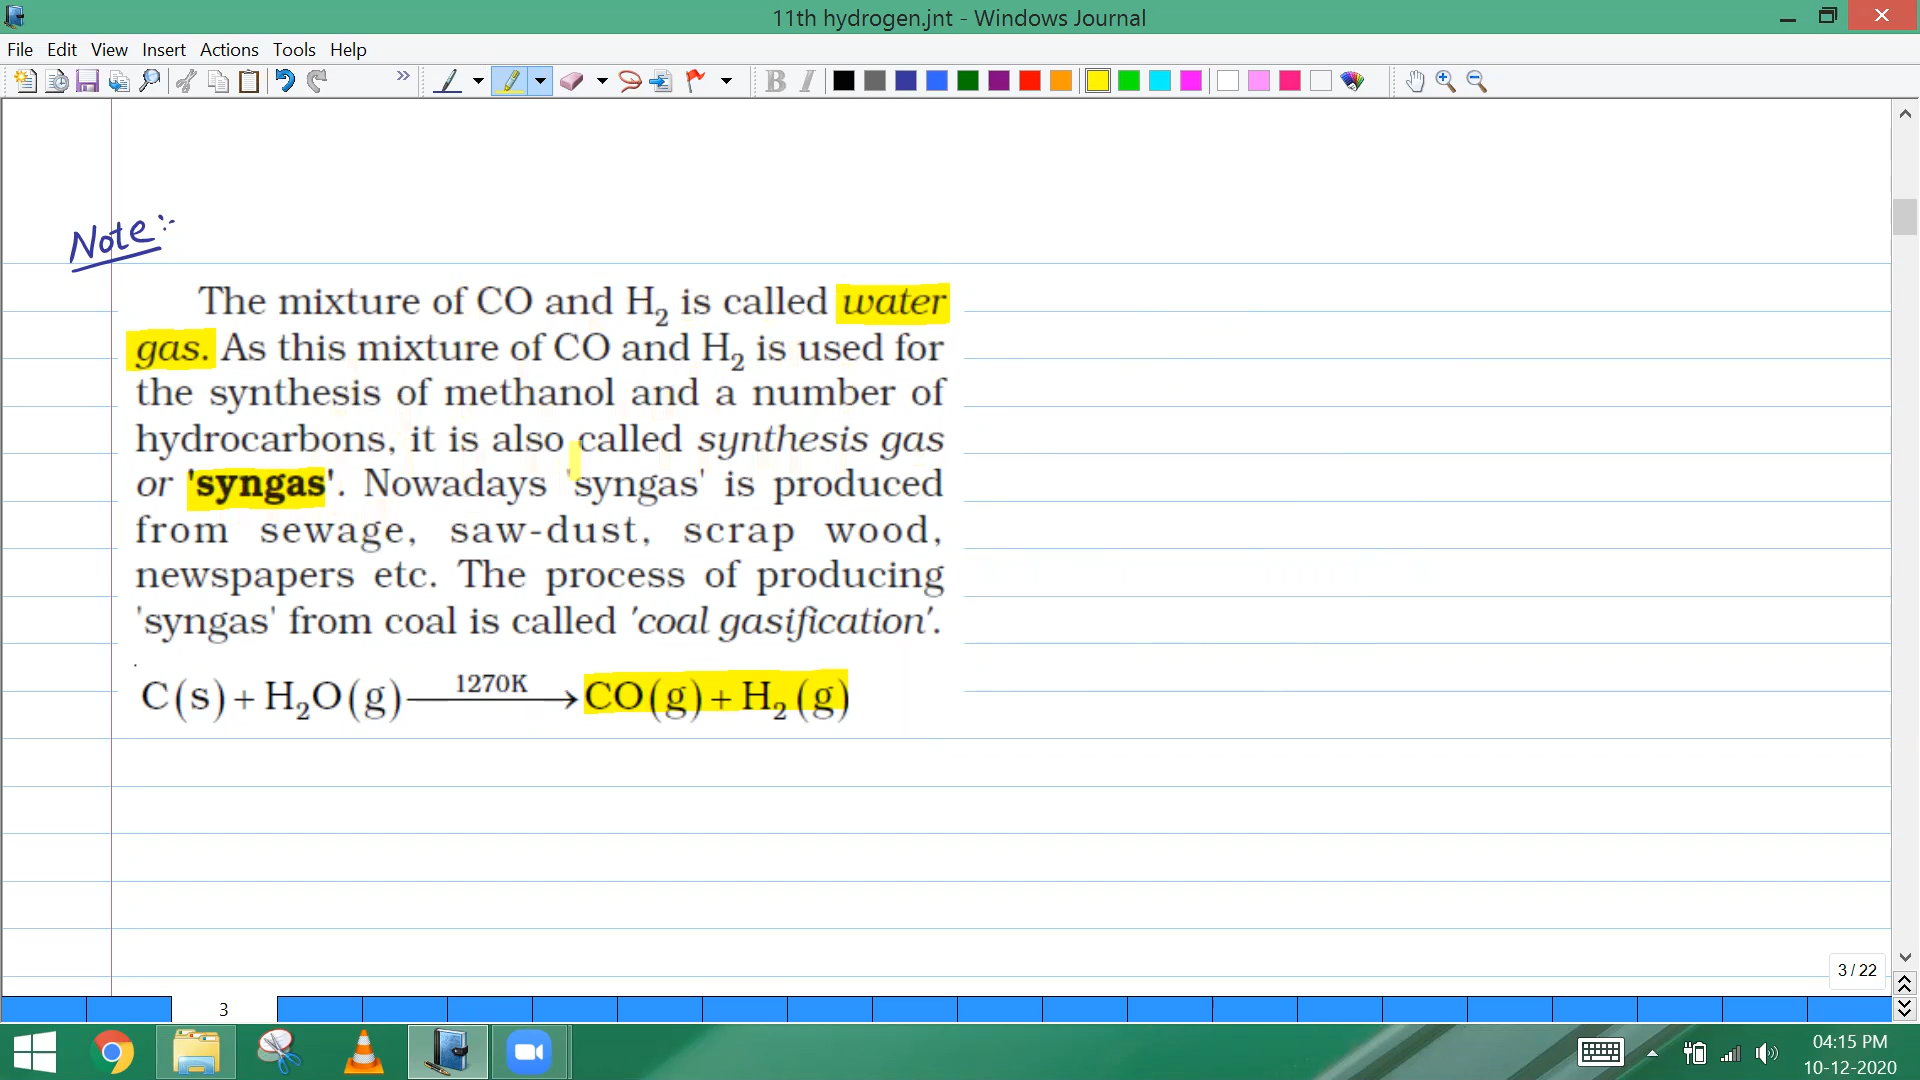 11th hydrogen.jnt - Windows Journal
File Edit View Insert Actions Tools Help
B I
Note :-
The mixture of CO and H₂ is called water
gas. As this mixture of CO and H₂ is used for
the synthesis of methanol and a number of
hydrocarbons, it is also called synthesis gas
or 'syngas'. Nowadays 'syngas' is produced
from sewage, saw-dust, scrap wood,
newspapers etc. The process of producing
'syngas' from coal is called 'coal gasification'.
C(s) + H₂O(g) —1270K→ CO(g) + H₂(g)
3 / 22
3
04:15 PM
10-12-2020